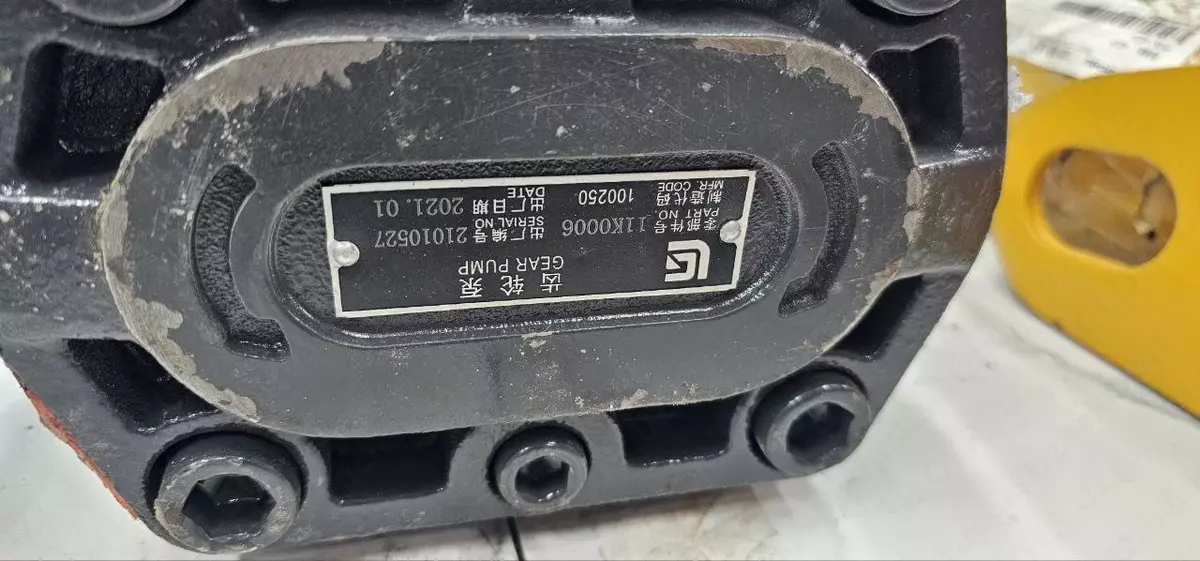 齿 轮 泵
GEAR PUMP
零部件号 11K0006
PART NO.
出厂编号 21010527
SERIAL NO
制造代码 100250
MFR. CODE
出厂日期 2021.01
DATE